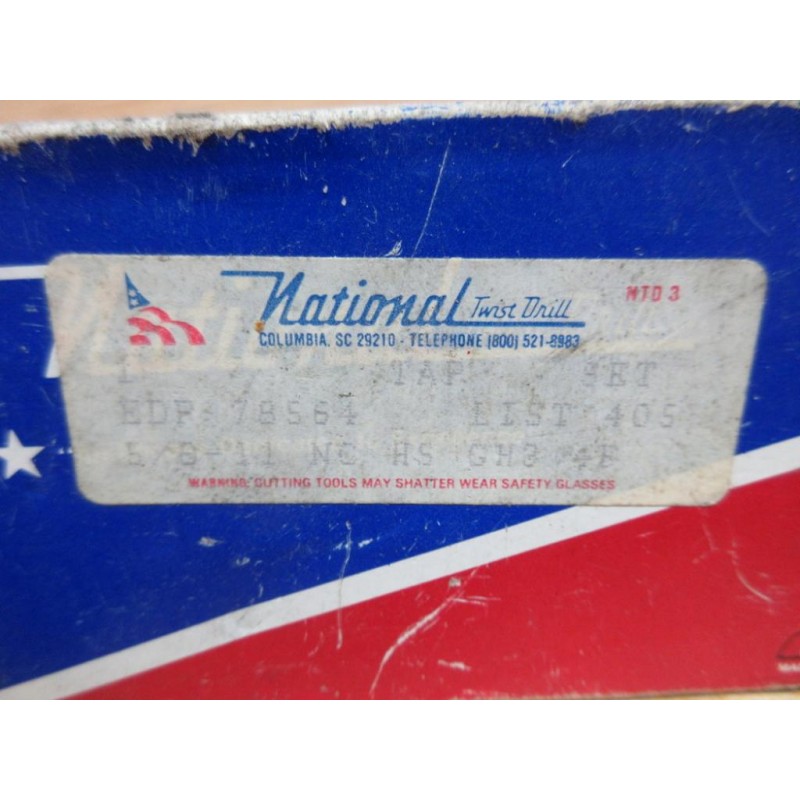 National Twist Drill NTD 3
COLUMBIA, SC 29210 - TELEPHONE (800) 521-8983
1 TAP SET
EDP 78564 LIST 405
5/8-11 NC HS GH3 4F
WARNING: CUTTING TOOLS MAY SHATTER WEAR SAFETY GLASSES